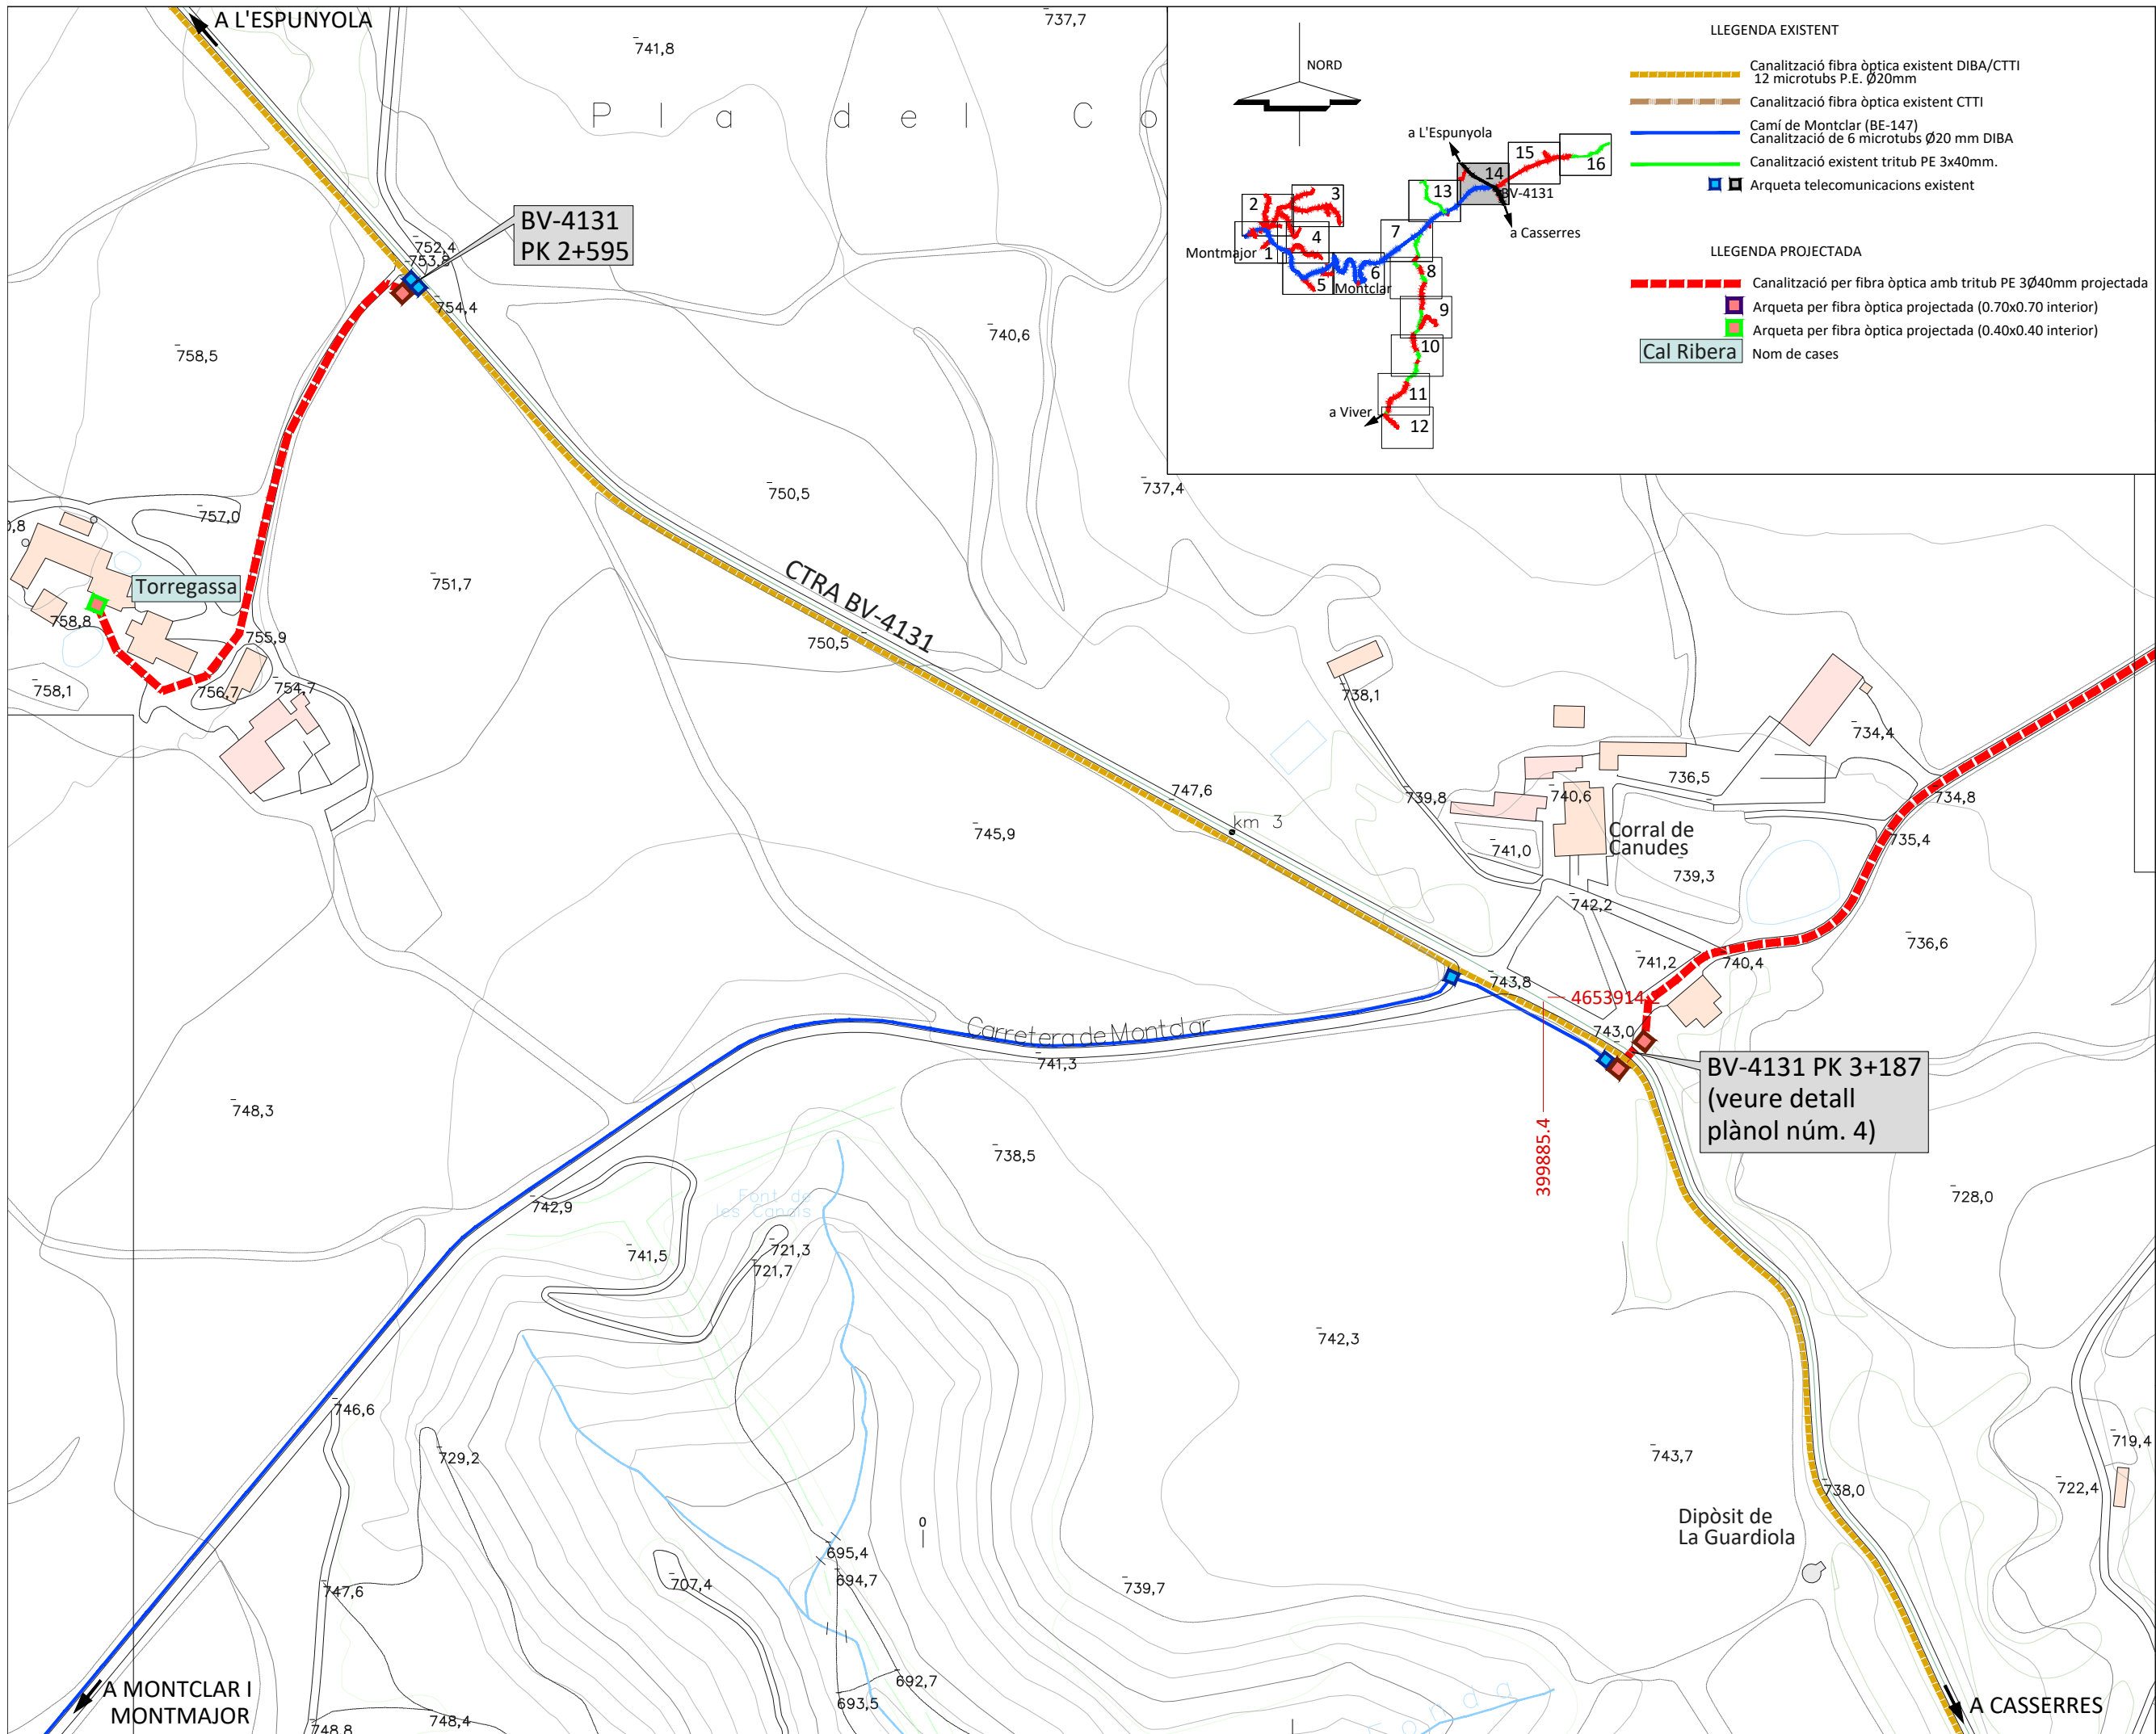 A L'ESPUNYOLA
741,8
737,7
P l a d e l C o
BV-4131
PK 2+595
752,4
753,8
754,4
758,5
740,6
750,5
737,4
757,0
0,8
Torregassa
758,8
755,9
756,7
754,7
758,1
751,7
CTRA BV-4131
750,5
738,1
747,6
km 3
745,9
739,8
740,6
736,5
734,4
734,8
735,4
741,0
Corral de
Canudes
739,3
742,2
741,2
740,4
736,6
743,8
4653914.2
743,0
399885.4
BV-4131 PK 3+187
(veure detall
plànol núm. 4)
Carretera de Montclar
741,3
748,3
738,5
742,9
Font de
les Canals
741,5
721,3
721,7
728,0
742,3
746,6
729,2
743,7
719,4
722,4
738,0
Dipòsit de
La Guardiola
0
695,4
694,7
707,4
747,6
739,7
692,7
693,5
748,8
748,4
A MONTCLAR I
MONTMAJOR
A CASSERRES
NORD
a L'Espunyola
15
16
14
BV-4131
13
a Casserres
2
3
4
1
Montmajor
5
6
Montclar
7
8
9
10
11
12
a Viver
LLEGENDA EXISTENT
Canalització fibra òptica existent DIBA/CTTI
12 microtubs P.E. Ø20mm
Canalització fibra òptica existent CTTI
Camí de Montclar (BE-147)
Canalització de 6 microtubs Ø20 mm DIBA
Canalització existent tritub PE 3x40mm.
Arqueta telecomunicacions existent
LLEGENDA PROJECTADA
Canalització per fibra òptica amb tritub PE 3Ø40mm projectada
Arqueta per fibra òptica projectada (0.70x0.70 interior)
Arqueta per fibra òptica projectada (0.40x0.40 interior)
Cal Ribera
Nom de cases